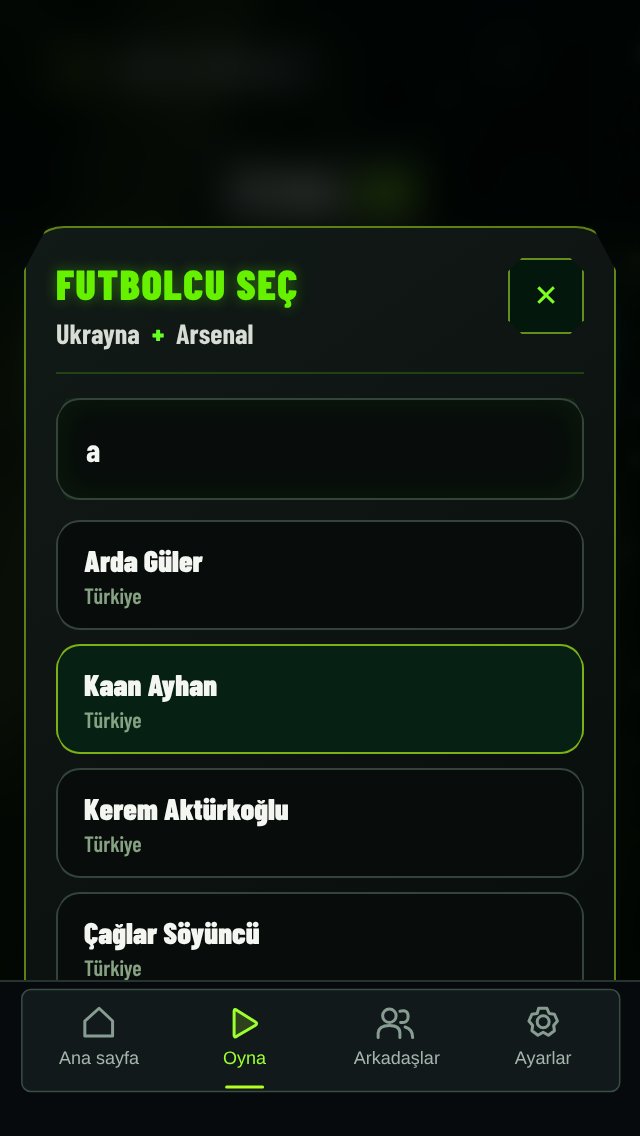 FUTBOLCU SEÇ
Ukrayna + Arsenal
a
Arda Güler
Türkiye
Kaan Ayhan
Türkiye
Kerem Aktürkoğlu
Türkiye
Çağlar Söyüncü
Türkiye
Ana sayfa
Oyna
Arkadaşlar
Ayarlar